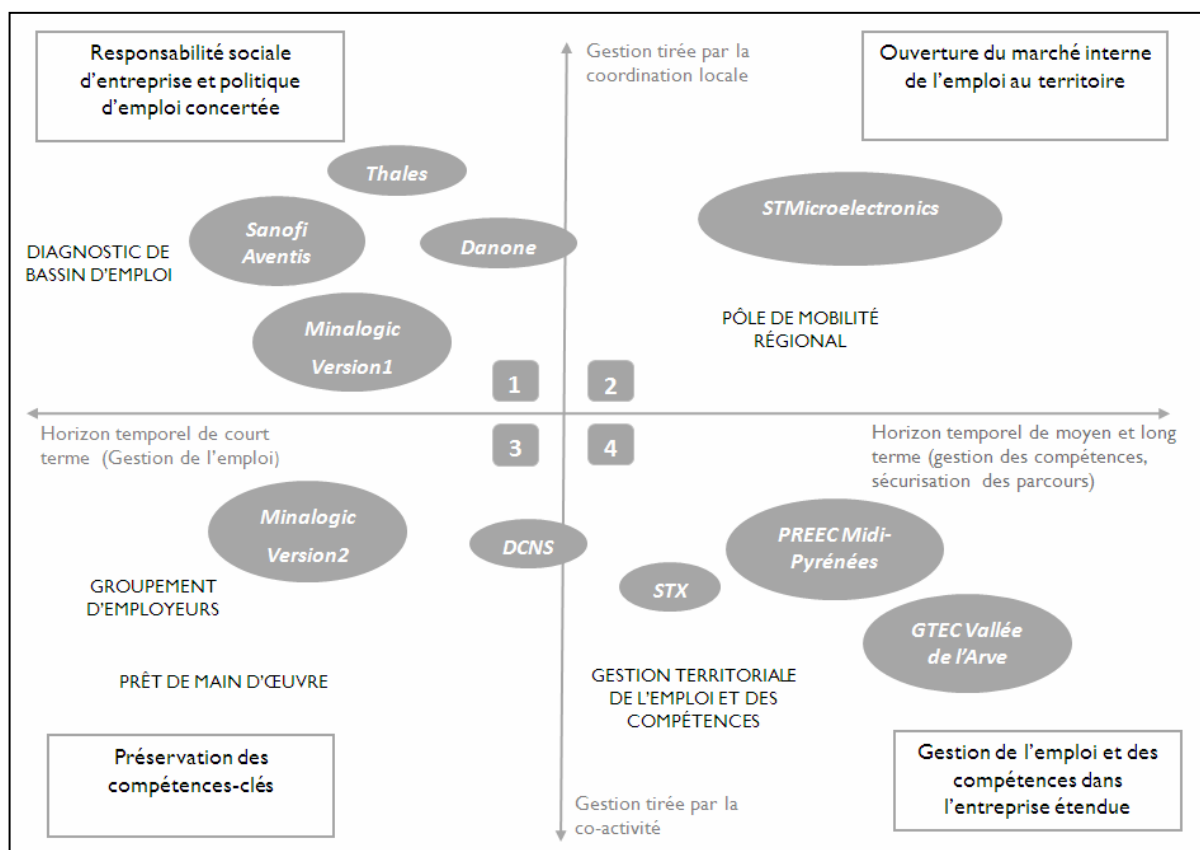 Responsabilité sociale
d'entreprise et politique
d'emploi concertée
Gestion tirée par la
coordination locale
Ouverture du marché interne
de l'emploi au territoire
Thales
Sanofi
Aventis
Danone
STMicroelectronics
DIAGNOSTIC DE
BASSIN D'EMPLOI
Minalogic
Version1
PÔLE DE MOBILITÉ
RÉGIONAL
1
2
Horizon temporel de court
terme (Gestion de l'emploi)
3
4
Horizon temporel de moyen et long
terme (gestion des compétences,
sécurisation des parcours)
Minalogic
Version2
DCNS
PREEC Midi-
Pyrénées
STX
GROUPEMENT
D'EMPLOYEURS
GTEC Vallée
de l'Arve
PRÊT DE MAIN D'ŒUVRE
GESTION TERRITORIALE
DE L'EMPLOI ET DES
COMPÉTENCES
Préservation des
compétences-clés
Gestion tirée par la
co-activité
Gestion de l'emploi et des
compétences dans
l'entreprise étendue